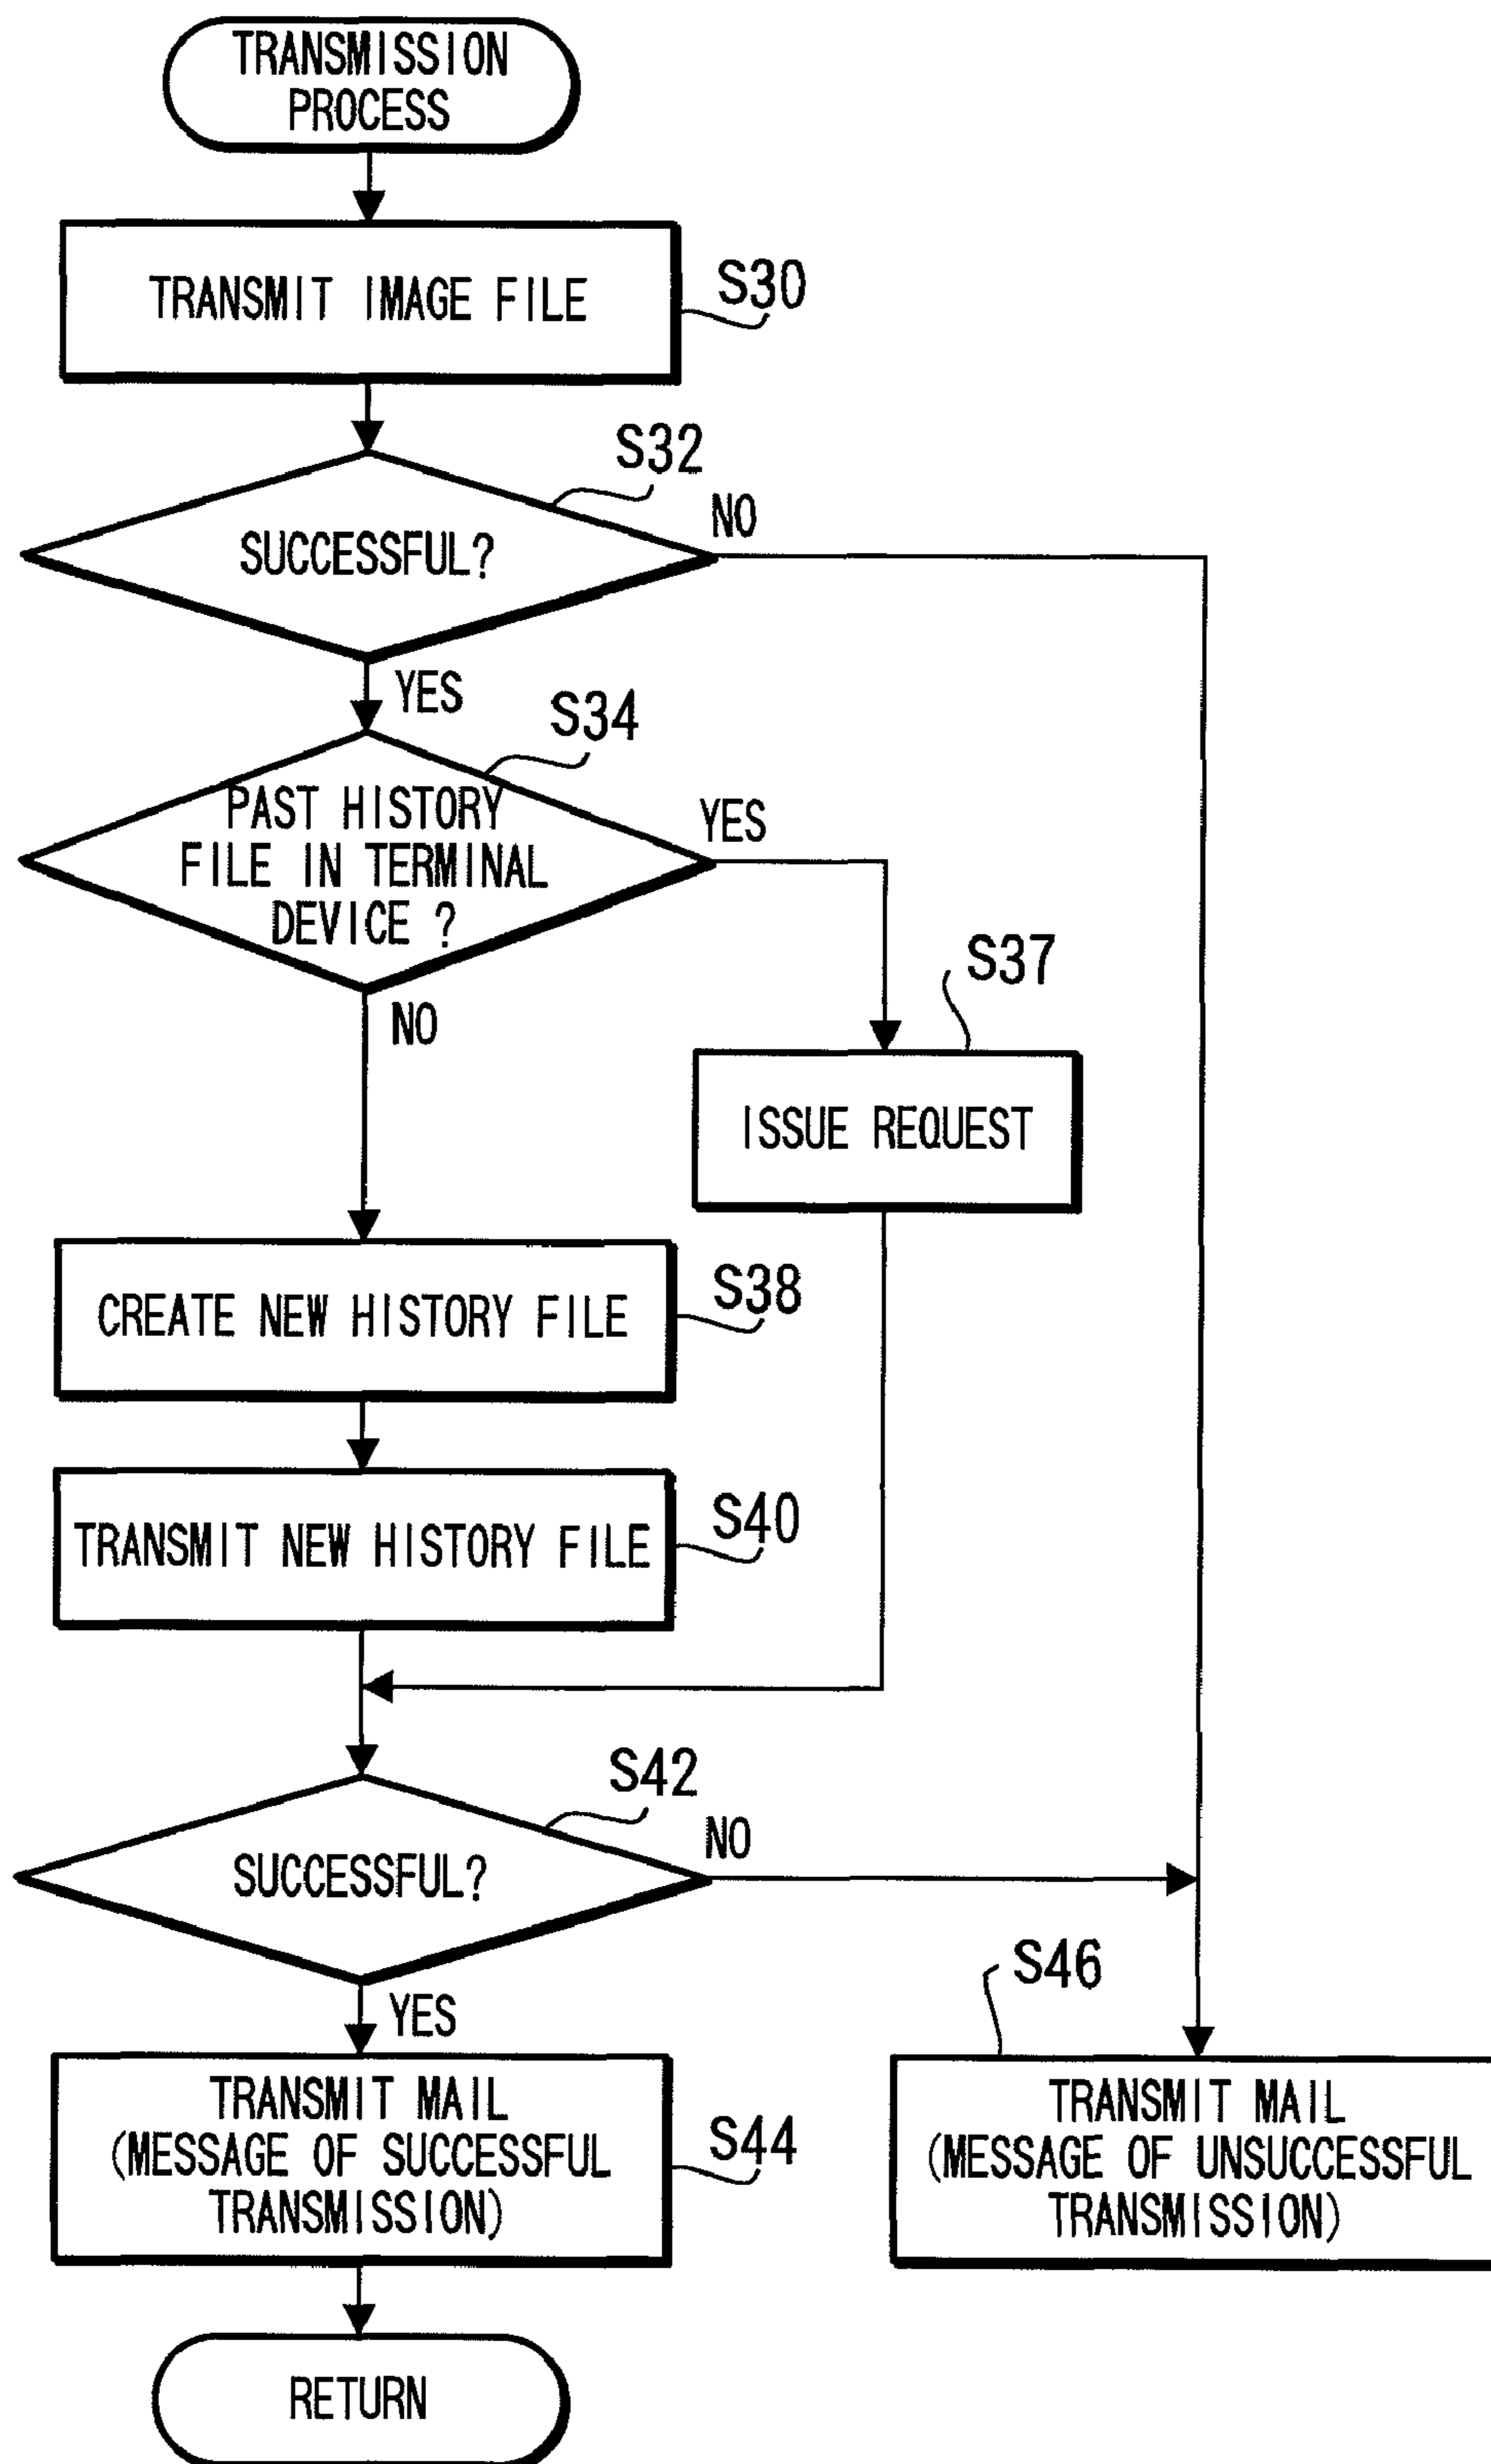 TRANSMISSION
PROCESS
TRANSMIT IMAGE FILE
S30
S32
SUCCESSFUL?
NO
YES
S34
PAST HISTORY
FILE IN TERMINAL
DEVICE ?
YES
NO
S37
ISSUE REQUEST
CREATE NEW HISTORY FILE
S38
TRANSMIT NEW HISTORY FILE
S40
S42
SUCCESSFUL?
NO
YES
S46
TRANSMIT MAIL
(MESSAGE OF SUCCESSFUL
TRANSMISSION)
S44
TRANSMIT MAIL
(MESSAGE OF UNSUCCESSFUL
TRANSMISSION)
RETURN